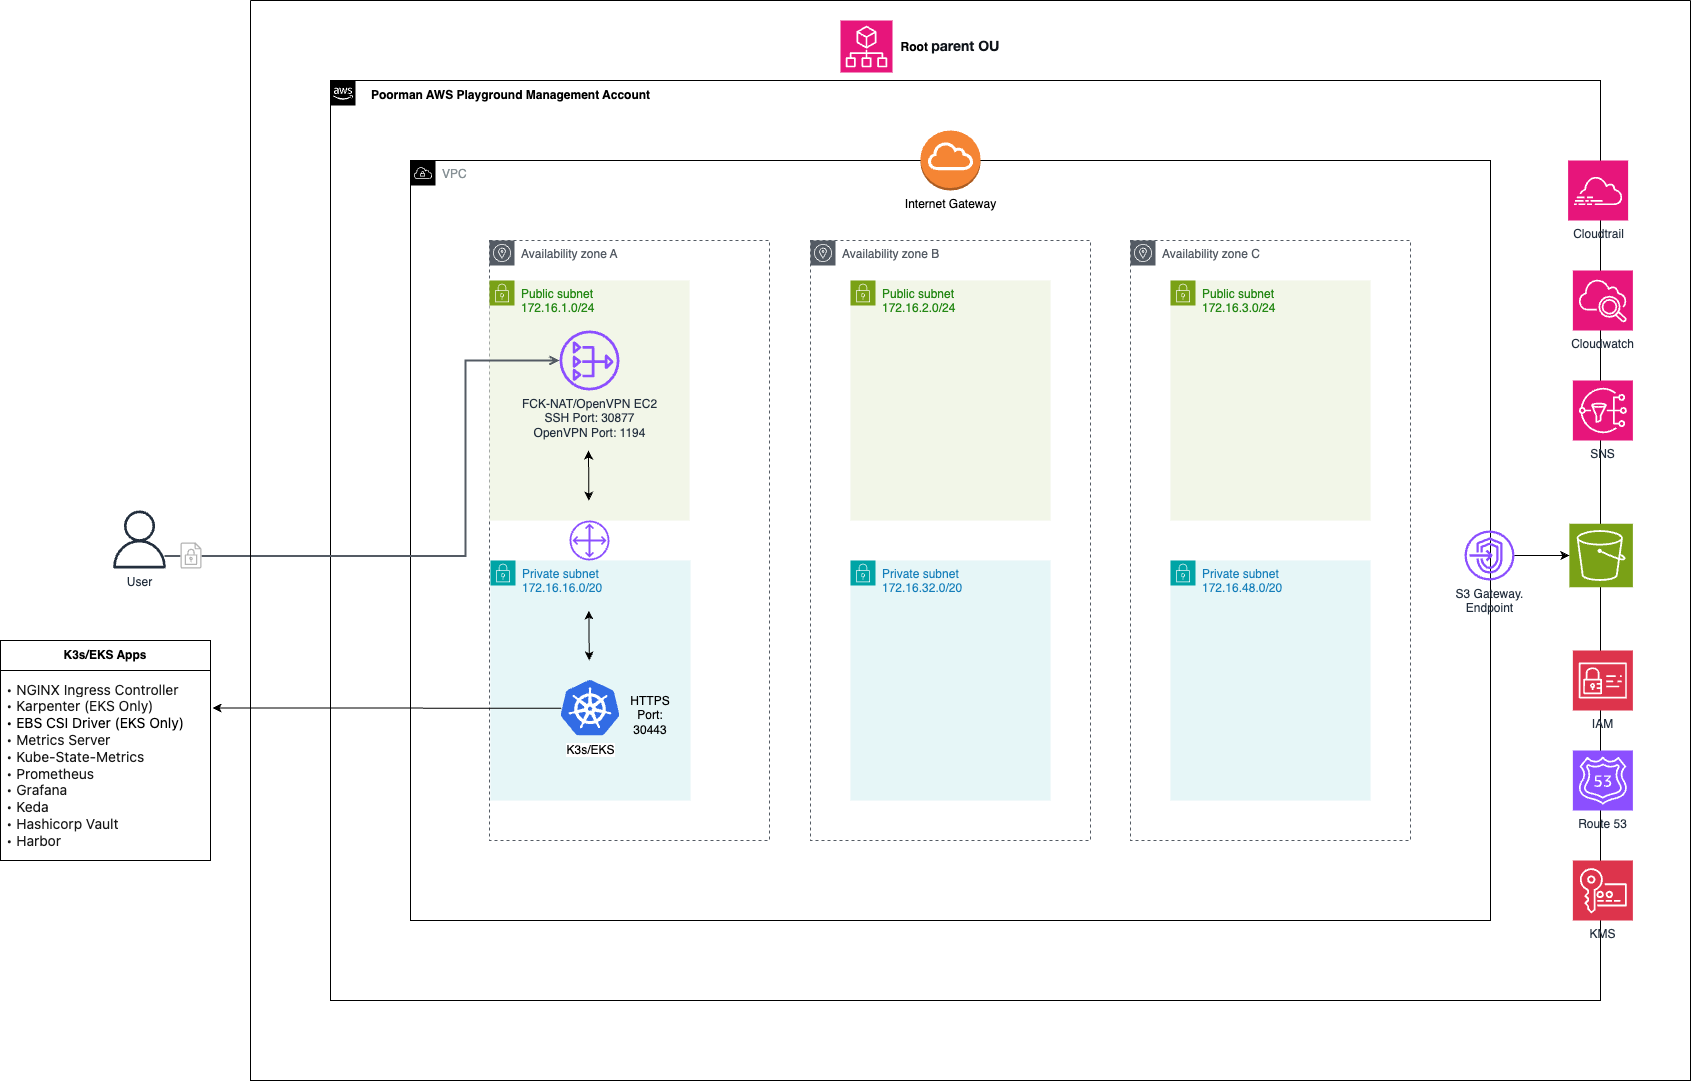 Root parent OU
aws
Poorman AWS Playground Management Account
VPC
Internet Gateway
Availability zone A
Availability zone B
Availability zone C
Public subnet
172.16.1.0/24
Public subnet
172.16.2.0/24
Public subnet
172.16.3.0/24
FCK-NAT/OpenVPN EC2
SSH Port: 30877
OpenVPN Port: 1194
Private subnet
172.16.16.0/20
Private subnet
172.16.32.0/20
Private subnet
172.16.48.0/20
HTTPS
Port:
30443
K3s/EKS
User
K3s/EKS Apps
• NGINX Ingress Controller
• Karpenter (EKS Only)
• EBS CSI Driver (EKS Only)
• Metrics Server
• Kube-State-Metrics
• Prometheus
• Grafana
• Keda
• Hashicorp Vault
• Harbor
S3 Gateway.
Endpoint
Cloudtrail
Cloudwatch
SNS
IAM
53
Route 53
KMS